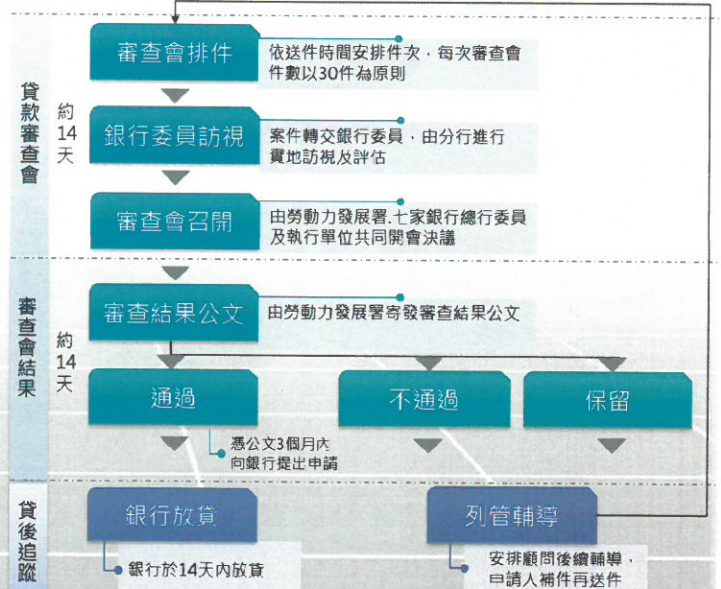 貸款審查會
約14天
審查會排件
依送件時間安排件次，每次審查會
件數以30件為原則
銀行委員訪視
案件轉交銀行委員，由分行進行
實地訪視及評估
審查會召開
由勞動力發展署、七家銀行總行委員
及執行單位共同開會決議
審查會結果
約14天
審查結果公文
由勞動力發展署寄發審查結果公文
通過
不通過
保留
憑公文3個月內
向銀行提出申請
貸後追蹤
銀行放貸
列管輔導
銀行於14天內放貸
安排顧問後續輔導，
申請人補件再送件